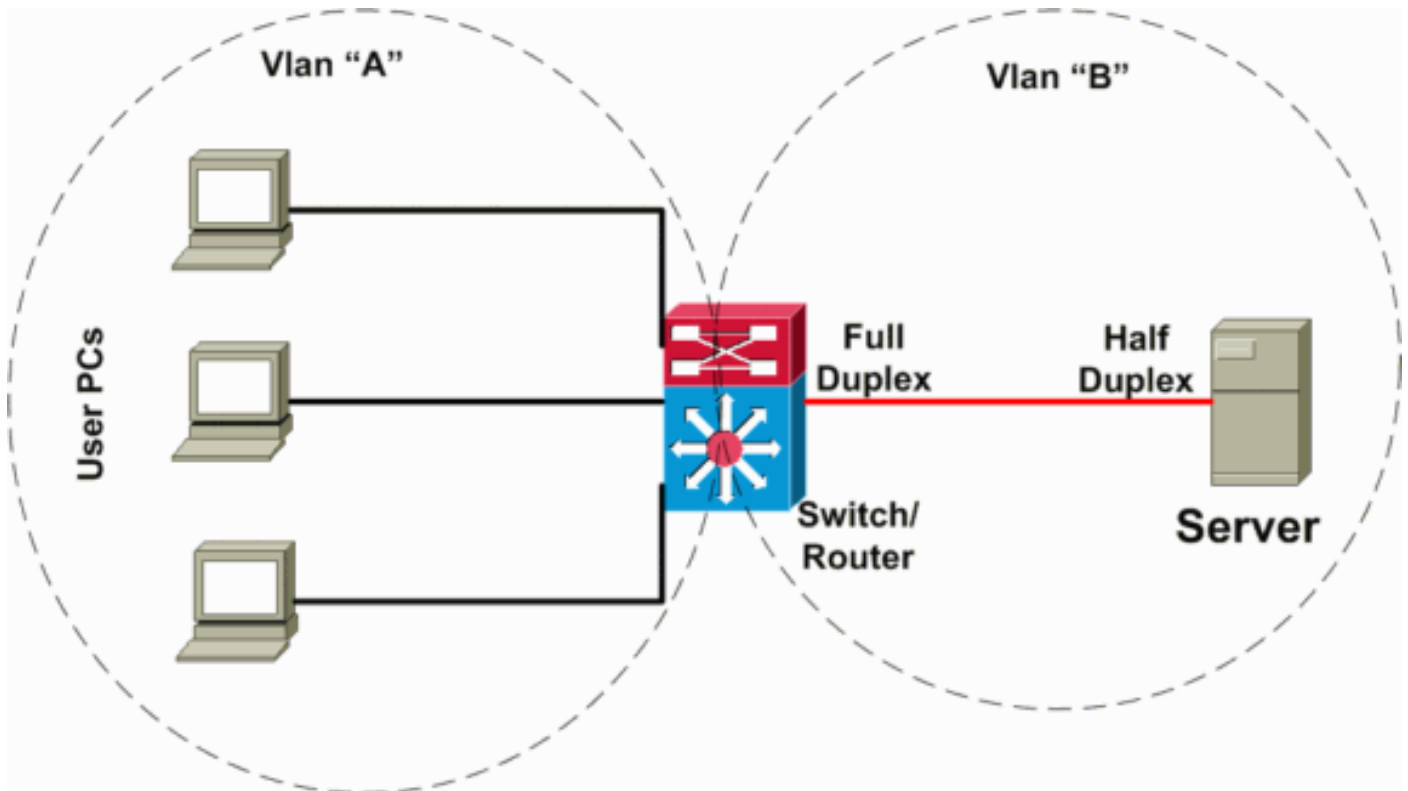 Vlan “A”
Vlan “B”
User PCs
Full
Duplex
Half
Duplex
Switch/
Router
Server